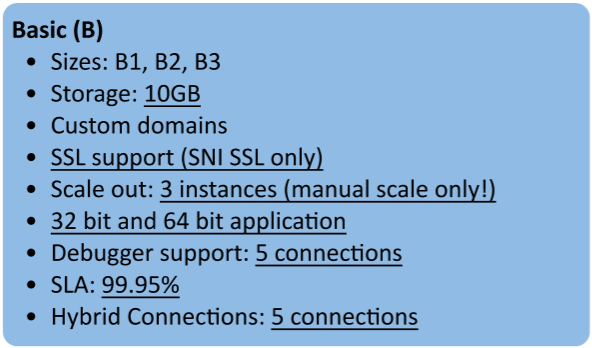 Basic (B)
• Sizes: B1, B2, B3
• Storage: 10GB
• Custom domains
• SSL support (SNI SSL only)
• Scale out: 3 instances (manual scale only!)
• 32 bit and 64 bit application
• Debugger support: 5 connections
• SLA: 99.95%
• Hybrid Connections: 5 connections